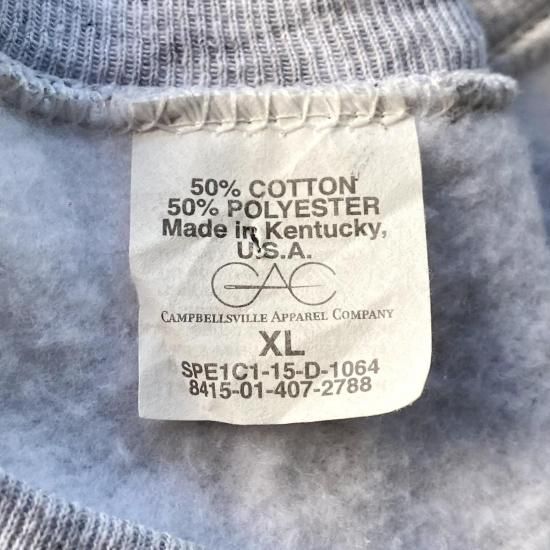 50% COTTON
50% POLYESTER
Made in Kentucky,
U.S.A.
CAC
CAMPBELLSVILLE APPAREL COMPANY
XL
SPE1C1-15-D-1064
8415-01-407-2788